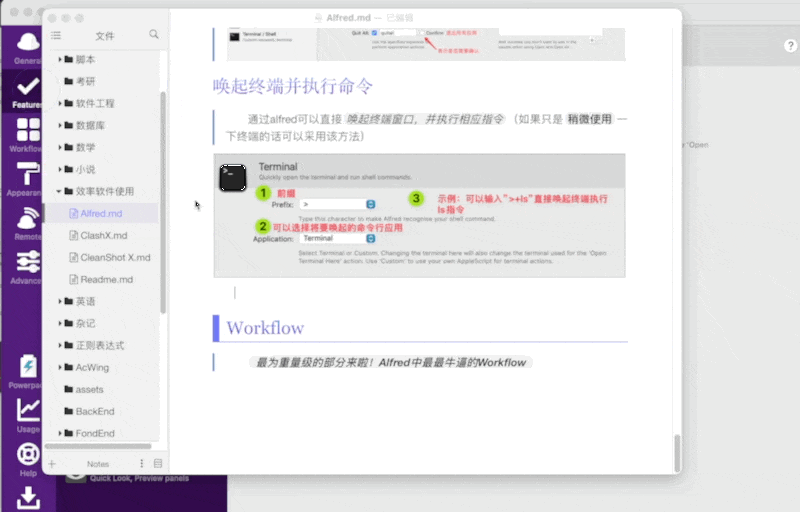 Alfred.md — 已编辑
文件
脚本
考研
软件工程
数据库
数学
小说
效率软件使用
Alfred.md
ClashX.md
CleanShot X.md
Readme.md
英语
杂记
正则表达式
AcWing
assets
BackEnd
FondEnd
Notes
General
Features
Workflow
Appearan
Remote
Advance
Powerpa
Usage
Help
Terminal / Shell
唤起终端并执行命令
通过alfred可以直接 唤起终端窗口，并执行相应指令 （如果只是 稍微使用 一
下终端的话可以采用该方法）
Terminal
Quickly open the terminal and run shell commands.
1 前缀
Prefix: >
3 示例：可以输入">+ls"直接唤起终端执行
ls指令
Type this character to make Alfred recognise your shell command.
2 可以选择将要唤起的命令行应用
Application: Terminal
Select Terminal or Custom. Changing the terminal here will also change the terminal used for the 'Open
Terminal Here' action. Use 'Custom' to use your own AppleScript for terminal actions.
Workflow
最为重量级的部分来啦！Alfred中最最牛逼的Workflow
Quick Look, Preview panels
'Open
?